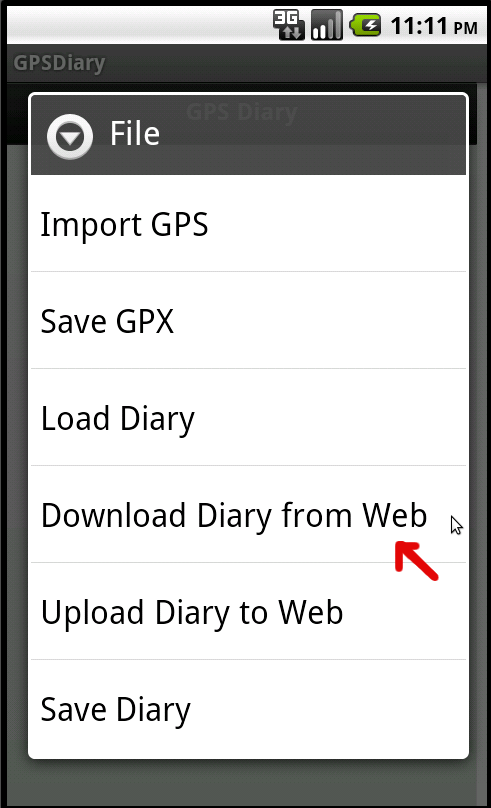 3G 11:11 PM
GPSDiary
GPS Diary
File
Import GPS
Save GPX
Load Diary
Download Diary from Web
Upload Diary to Web
Save Diary